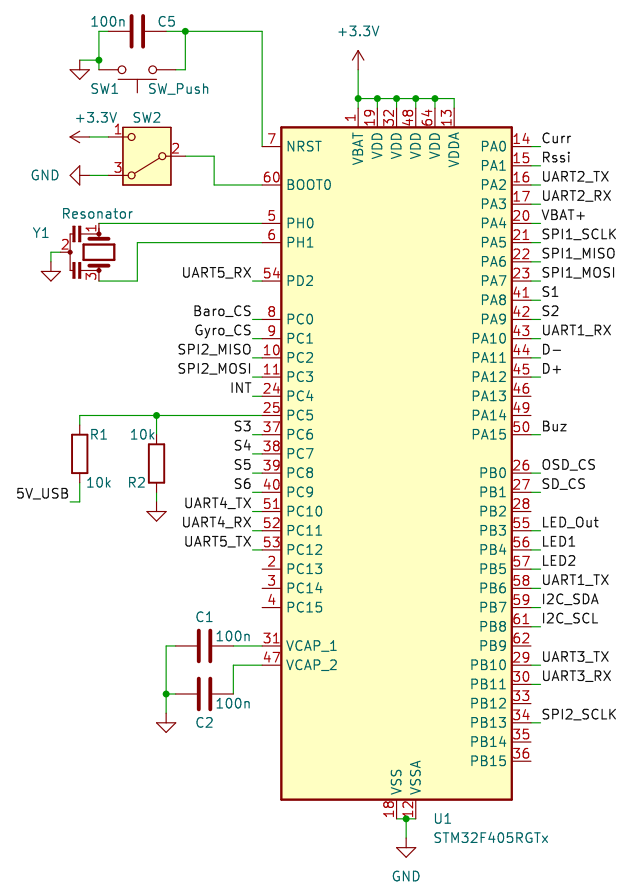 100n C5
SW1 SW_Push
+3.3V
+3.3V SW2
1
2
3
GND
Resonator
Y1
1
2
3
1 VBAT
19 VDD
32 VDD
48 VDD
64 VDD
13 VDDA
7 NRST
60 BOOT0
5 PH0
6 PH1
UART5_RX 54 PD2
Baro_CS 8 PC0
Gyro_CS 9 PC1
SPI2_MISO 10 PC2
SPI2_MOSI 11 PC3
INT 24 PC4
25 PC5
S3 37 PC6
S4 38 PC7
S5 39 PC8
S6 40 PC9
UART4_TX 51 PC10
UART4_RX 52 PC11
UART5_TX 53 PC12
2 PC13
3 PC14
4 PC15
31 VCAP_1
47 VCAP_2
R1
10k
10k
R2
5V_USB
C1
100n
100n
C2
PA0 14 Curr
PA1 15 Rssi
PA2 16 UART2_TX
PA3 17 UART2_RX
PA4 20 VBAT+
PA5 21 SPI1_SCLK
PA6 22 SPI1_MISO
PA7 23 SPI1_MOSI
PA8 41 S1
PA9 42 S2
PA10 43 UART1_RX
PA11 44 D-
PA12 45 D+
PA13 46
PA14 49
PA15 50 Buz
PB0 26 OSD_CS
PB1 27 SD_CS
PB2 28
PB3 55 LED_Out
PB4 56 LED1
PB5 57 LED2
PB6 58 UART1_TX
PB7 59 I2C_SDA
PB8 61 I2C_SCL
PB9 62
PB10 29 UART3_TX
PB11 30 UART3_RX
PB12 33
PB13 34 SPI2_SCLK
PB14 35
PB15 36
VSS 18
VSSA 12
U1
STM32F405RGTx
GND